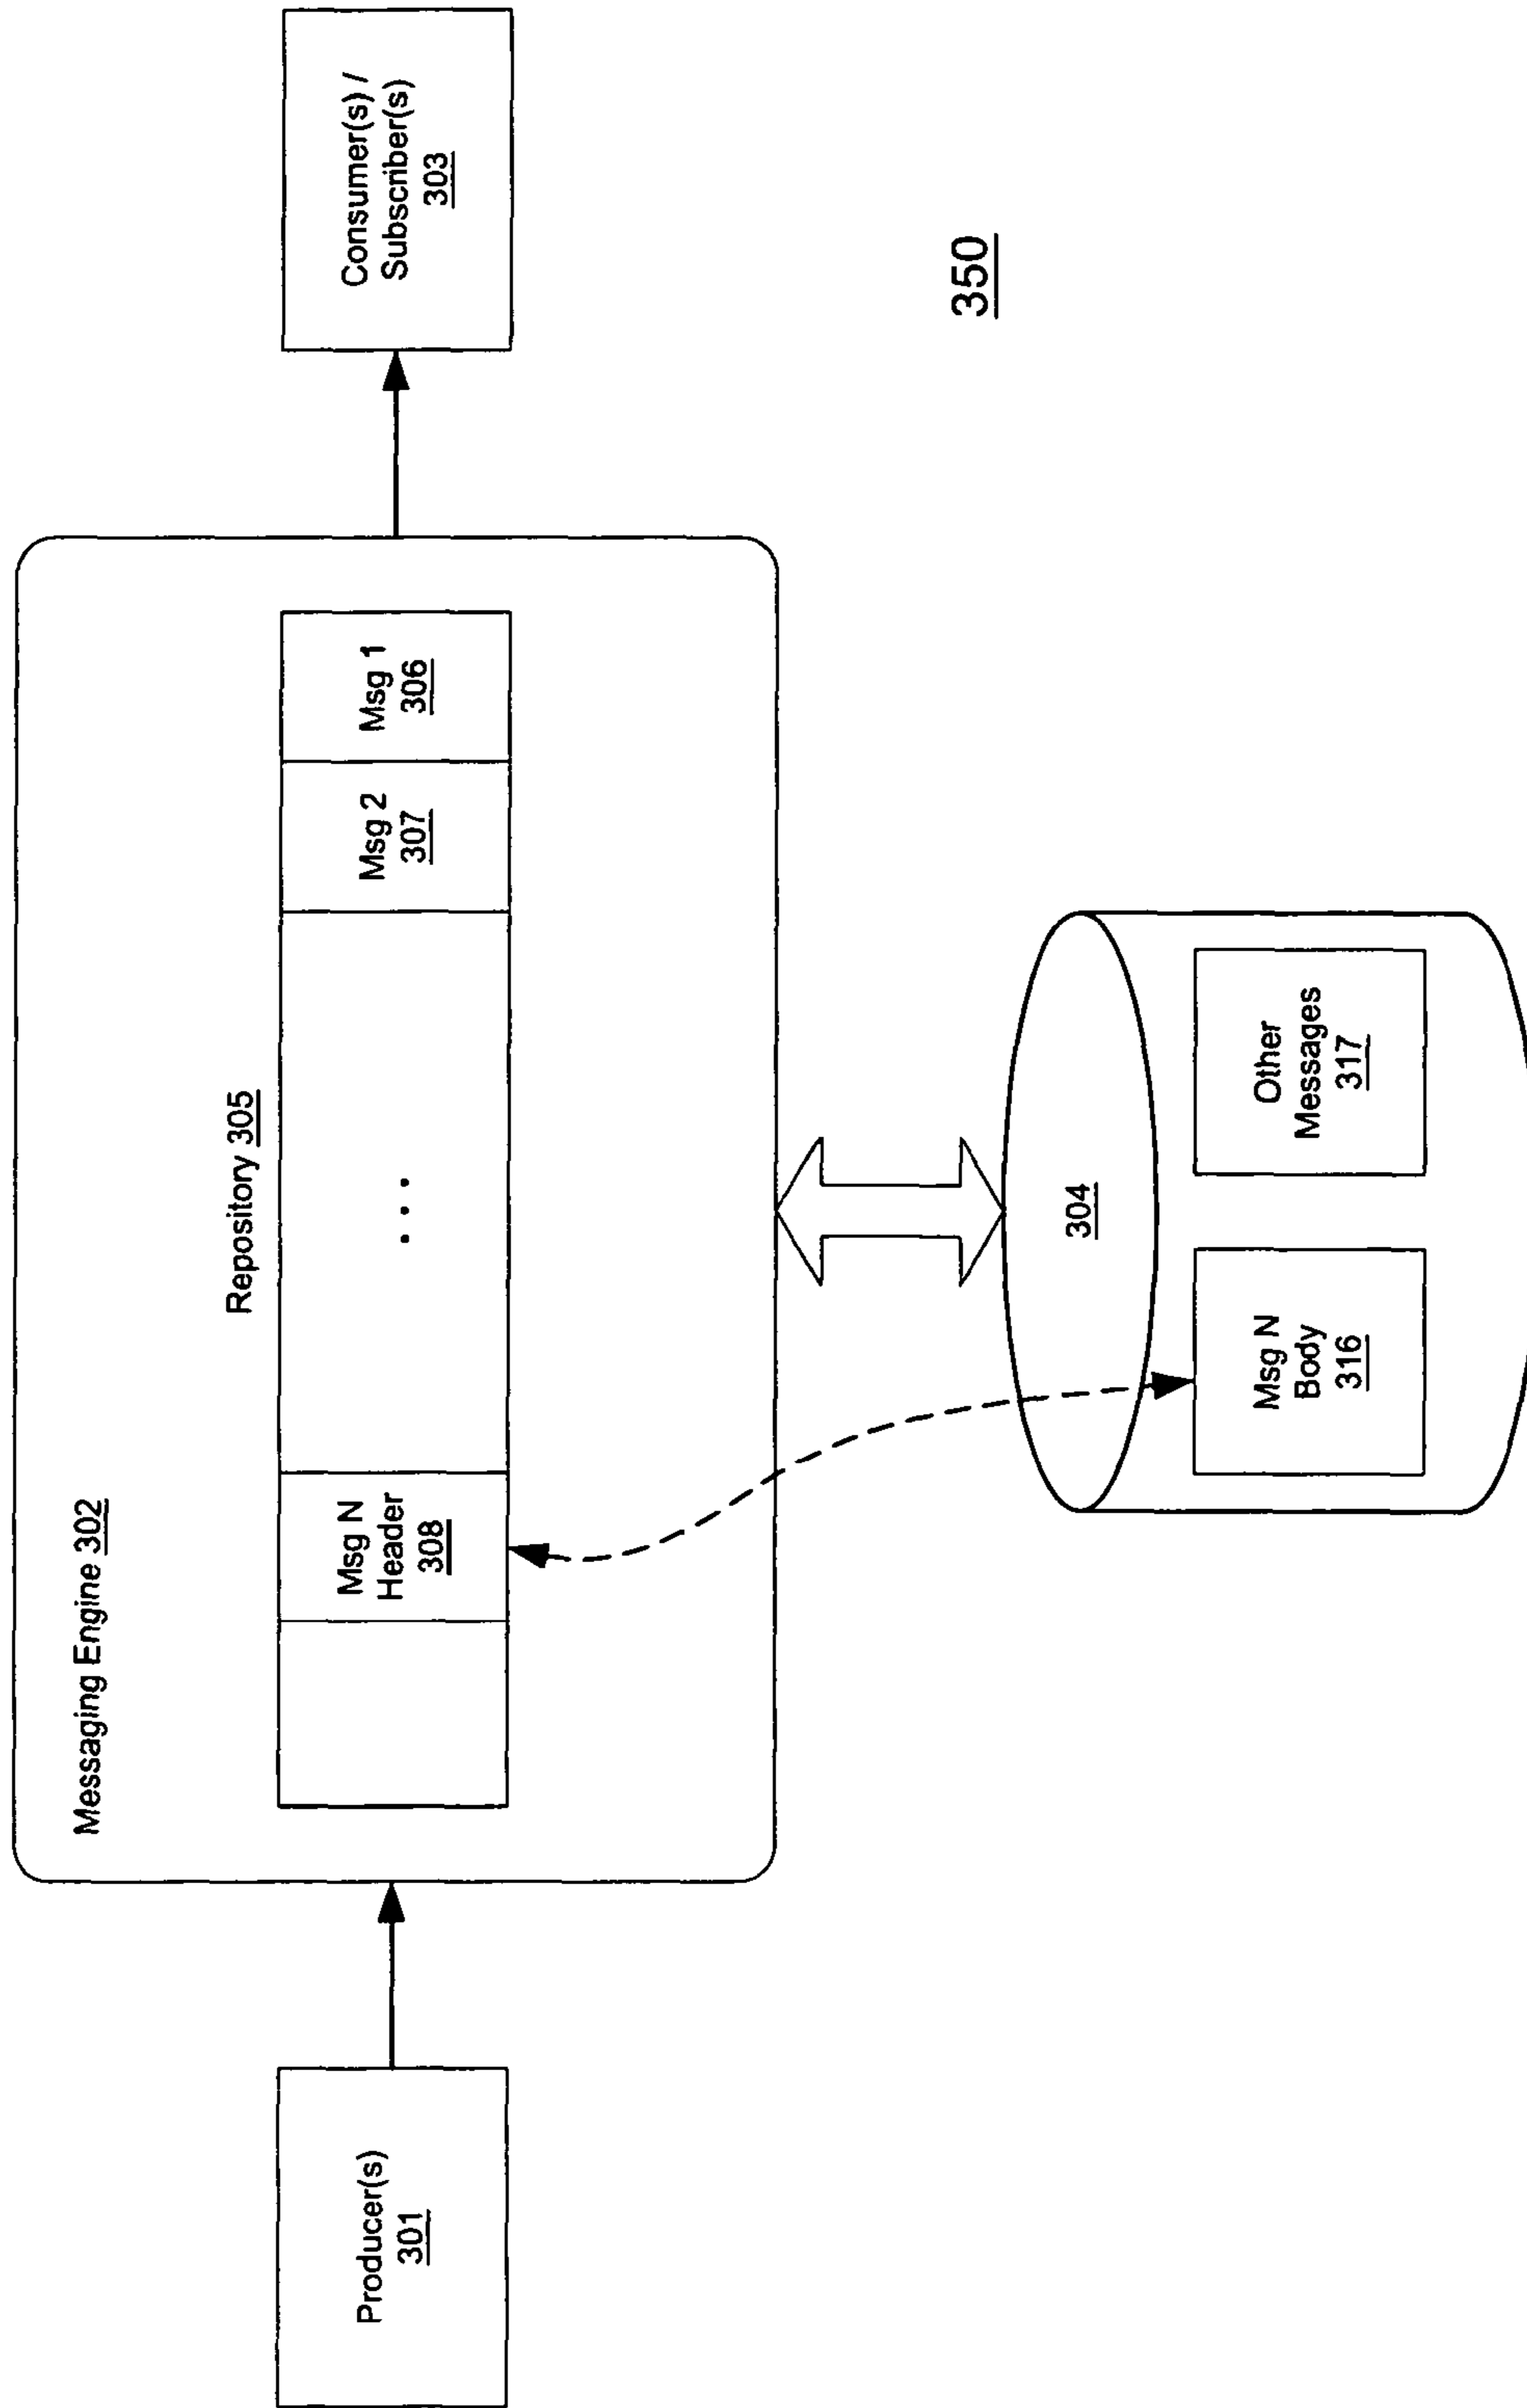 Messaging Engine 302
Repository 305
Producer(s)
301
Msg N
Header
308
. . .
Msg 2
307
Msg 1
306
Consumer(s) /
Subscriber(s)
303
304
Msg N
Body
316
Other
Messages
317
350